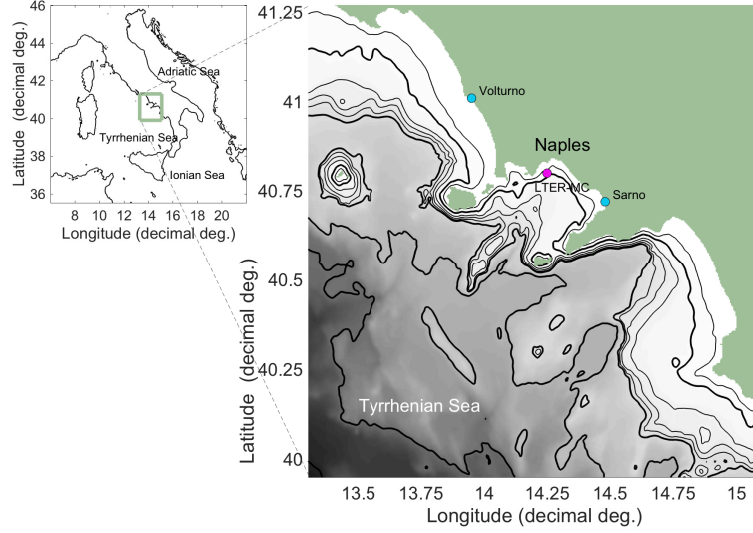 46
44
42
40
38
36
Latitude (decimal deg.)
Adriatic Sea
Tyrrhenian Sea
Ionian Sea
8 10 12 14 16 18 20 22
Longitude (decimal deg.)
41.25
41
40.75
40.5
40.25
40
Latitude (decimal deg.)
Volturno
Naples
LTER-MC
Sarno
Tyrrhenian Sea
13.5 13.75 14 14.25 14.5 14.75 15
Longitude (decimal deg.)